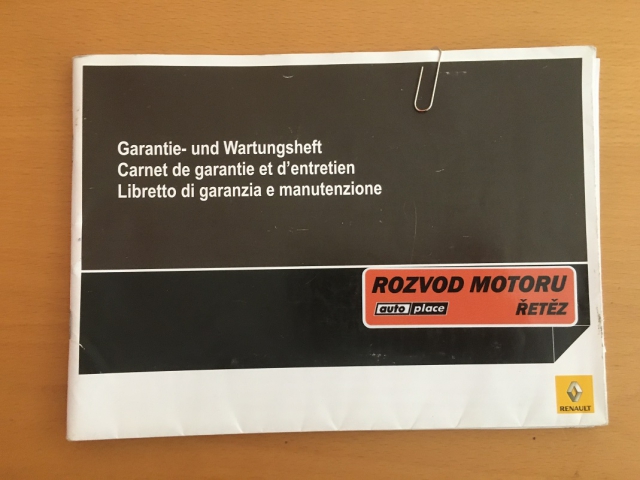 Garantie- und Wartungsheft
Carnet de garantie et d'entretien
Libretto di garanzia e manutenzione
ROZVOD MOTORU
auto place ŘETĚZ
RENAULT